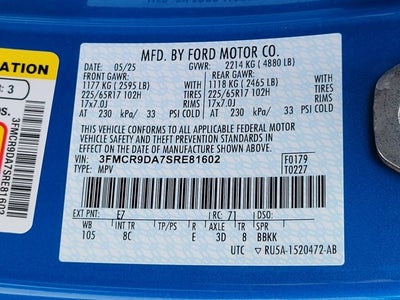 MFD. BY FORD MOTOR CO.
DATE: 05/25 GVWR: 2214 KG ( 4880 LB)
FRONT GAWR: REAR GAWR:
1177 KG ( 2595 LB) 1118 KG ( 2465 LB)
225/65R17 102H TIRES 225/65R17 102H
17x7.0J RIMS 17x7.0J
AT 230 kPa/ 33 PSI COLD AT 230 kPa/ 33 PSI COLD
THIS VEHICLE CONFORMS TO ALL APPLICABLE FEDERAL MOTOR
VEHICLE SAFETY AND THEFT PREVENTION STANDARDS IN
EFFECT ON THE DATE OF MANUFACTURE SHOWN ABOVE.
VIN: 3FMCR9DA7SRE81602 F0179
TYPE: MPV T0227
EXT PNT: E7 RC: 71 DSO:
WB INT TR TP/PS R AXLE TR SPR
105 8C E 3D 8 BBKK
UTC RU5A-1520472-AB
ATION
: 3
3FMCR9DA7SRE81602